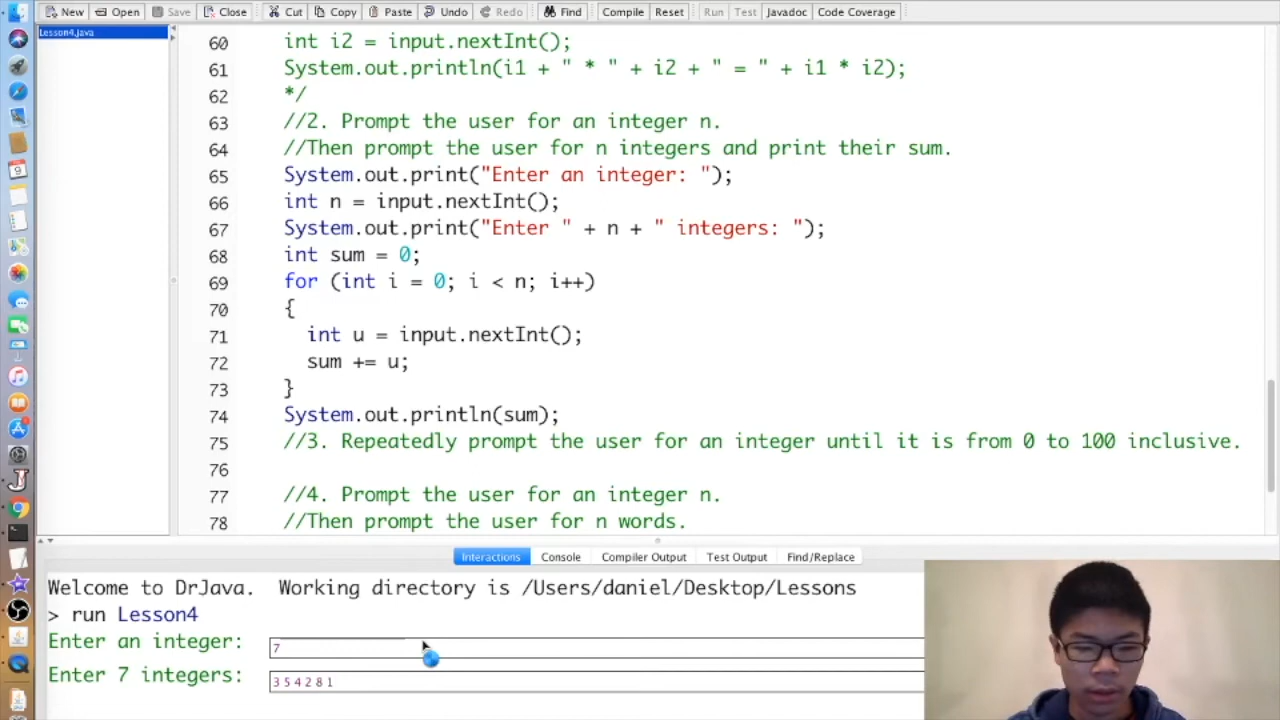 New Open Save Close Cut Copy Paste Undo Redo Find Compile Reset Run Test Javadoc Code Coverage
Lesson4.java
60 int i2 = input.nextInt();
61 System.out.println(i1 + " * " + i2 + " = " + i1 * i2);
62 */
63 //2. Prompt the user for an integer n.
64 //Then prompt the user for n integers and print their sum.
65 System.out.print("Enter an integer: ");
66 int n = input.nextInt();
67 System.out.print("Enter " + n + " integers: ");
68 int sum = 0;
69 for (int i = 0; i < n; i++)
70 {
71 int u = input.nextInt();
72 sum += u;
73 }
74 System.out.println(sum);
75 //3. Repeatedly prompt the user for an integer until it is from 0 to 100 inclusive.
76
77 //4. Prompt the user for an integer n.
78 //Then prompt the user for n words.
Interactions Console Compiler Output Test Output Find/Replace
Welcome to DrJava. Working directory is /Users/daniel/Desktop/Lessons
> run Lesson4
Enter an integer: 7
Enter 7 integers: 3 5 4 2 8 1